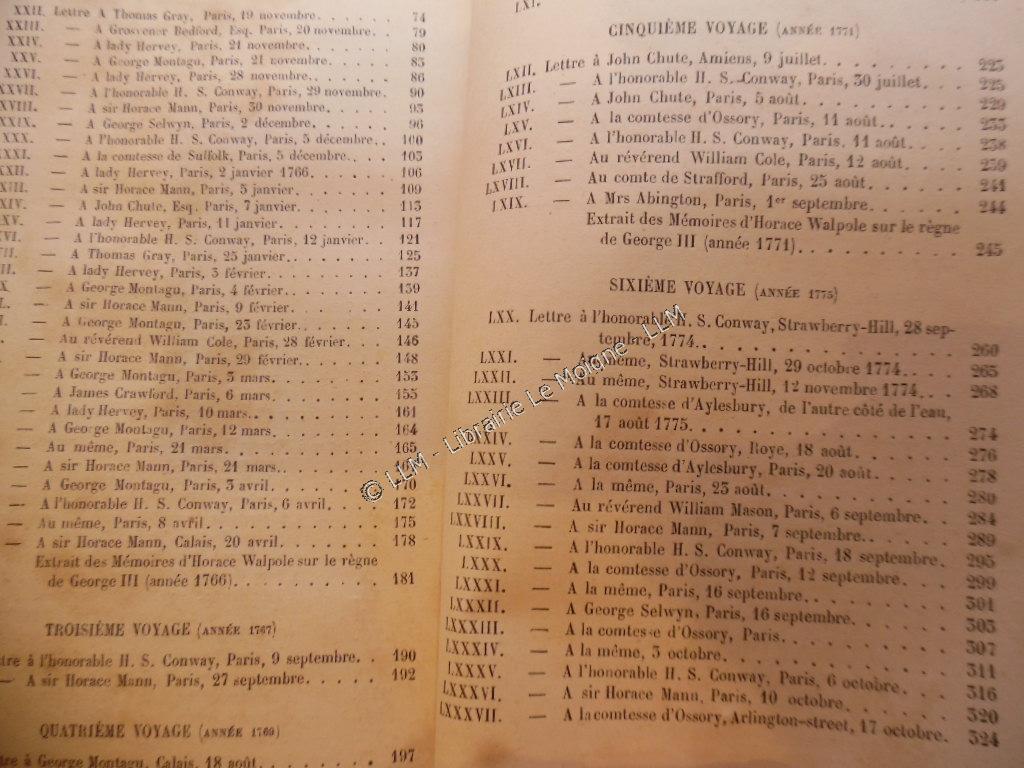 XXII. Lettre A Thomas Gray, Paris, 19 novembre. . . . . . . 74
XXIII. — A Grosvenor Bedford, Esq. Paris, 20 novembre. . 79
XXIV. — A lady Hervey, Paris, 21 novembre. . . . . . . 80
XXV. — A George Montagu, Paris, 21 novembre. . . . . 83
XXVI. — A lady Hervey, Paris, 28 novembre. . . . . . . 86
XXVII. — A l'honorable H. S. Conway, Paris, 29 novembre. 90
XVIII. — A sir Horace Mann, Paris, 30 novembre. . . . . 93
XXIX. — A George Selwyn, Paris, 2 décembre. . . . . . . 96
XXX. — A l'honorable H. S. Conway, Paris, 5 décembre. . 100
XXXI. — A la comtesse de Suffolk, Paris, 5 décembre. . . . 103
XXII. — A lady Hervey, Paris, 2 janvier 1766. . . . . . . 106
XIII. — A sir Horace Mann, Paris, 5 janvier. . . . . . . . 109
XIV. — A John Chute, Esq. Paris, 7 janvier. . . . . . . . 113
XV. — A lady Hervey, Paris, 11 janvier. . . . . . . . . 117
XVI. — A l'honorable H. S. Conway, Paris, 12 janvier. . 121
VII. — A Thomas Gray, Paris, 25 janvier. . . . . . . . 125
II. — A lady Hervey, Paris, 3 février. . . . . . . . . 137
X — A George Montagu, Paris, 4 février. . . . . . . . 139
L. — A sir Horace Mann, Paris, 9 février. . . . . . . 141
I. — A George Montagu, Paris, 23 février. . . . . . . 145
— Au révérend William Cole, Paris, 28 février. . . . 146
— A sir Horace Mann, Paris, 29 février. . . . . . . 148
— A George Montagu, Paris, 3 mars. . . . . . . . . 153
— A James Crawford, Paris, 6 mars. . . . . . . . . 155
— A lady Hervey, Paris, 10 mars. . . . . . . . . . 161
— A George Montagu, Paris, 12 mars. . . . . . . . 164
— Au même, Paris, 21 mars. . . . . . . . . . . . 165
— A sir Horace Mann, Paris, 21 mars. . . . . . . .
— A George Montagu, Paris, 3 avril. . . . . . . . 170
— A l'honorable H. S. Conway, Paris, 6 avril. . . . 172
— Au même, Paris, 8 avril. . . . . . . . . . . . 175
— A sir Horace Mann, Calais, 20 avril. . . . . . . 178
Extrait des Mémoires d'Horace Walpole sur le règne
de George III (année 1766). . . . . . . . . . . . 181
TROISIÈME VOYAGE (ANNÉE 1767)
ttre à l'honorable H. S. Conway, Paris, 9 septembre. . . 190
— A sir Horace Mann, Paris, 27 septembre. . . . . . 192
QUATRIÈME VOYAGE (ANNÉE 1769)
ttre à George Montagu, Calais, 18 août. . . . . . . . 197
LXI.
CINQUIÈME VOYAGE (ANNÉE 1771)
LXII. Lettre à John Chute, Amiens, 9 juillet. . . . . . . . . 223
LXIII. — A l'honorable H. S. Conway, Paris, 30 juillet. . . 225
LXIV. — A John Chute, Paris, 5 août. . . . . . . . . . . 229
LXV. — A la comtesse d'Ossory, Paris, 11 août. . . . . . 233
LXVI. — A l'honorable H. S. Conway, Paris, 11 août. . . . 238
LXVII. — Au révérend William Cole, Paris, 12 août. . . . . 239
LXVIII. — Au comte de Strafford, Paris, 25 août. . . . . . 241
LXIX. — A Mrs Abington, Paris, 1er septembre. . . . . . . 244
Extrait des Mémoires d'Horace Walpole sur le règne
de George III (année 1771). . . . . . . . . . . . 245
SIXIÈME VOYAGE (ANNÉE 1775)
LXX. Lettre à l'honorable H. S. Conway, Strawberry-Hill, 28 sep-
tembre, 1774. . . . . . . . . . . . . . . . . . 260
LXXI. — Au même, Strawberry-Hill, 29 octobre 1774. . . . . 263
LXXII. — Au même, Strawberry-Hill, 12 novembre 1774. . . . 268
LXXIII. — A la comtesse d'Aylesbury, de l'autre côté de l'eau,
17 août 1775. . . . . . . . . . . . . . . . . . 274
LXXIV. — A la comtesse d'Ossory, Roye, 18 août. . . . . . . 276
LXXV. — A la comtesse d'Aylesbury, Paris, 20 août. . . . . 278
LXXVI. — A la même, Paris, 23 août. . . . . . . . . . . . 280
LXXVII. — Au révérend William Mason, Paris, 6 septembre. . . 284
LXXVIII. — A sir Horace Mann, Paris, 7 septembre. . . . . . 289
LXXIX. — A l'honorable H. S. Conway, Paris, 18 septembre. . 295
LXXX. — A la comtesse d'Ossory, Paris, 12 septembre. . . . 299
LXXXI. — A la même, Paris, 16 septembre. . . . . . . . . . 301
LXXXII. — A George Selwyn, Paris, 16 septembre. . . . . . . 303
LXXXIII. — A la comtesse d'Ossory, Paris. . . . . . . . . . 307
LXXXIV. — A la même, 3 octobre. . . . . . . . . . . . . . 311
LXXXV. — A l'honorable H. S. Conway, Paris, 6 octobre. . . . 316
LXXXVI. — A sir Horace Mann, Paris, 10 octobre. . . . . . . 320
LXXXVII. — A la comtesse d'Ossory, Arlington-street, 17 octobre. . 324
© LLM - Librairie Le Moigne LLM